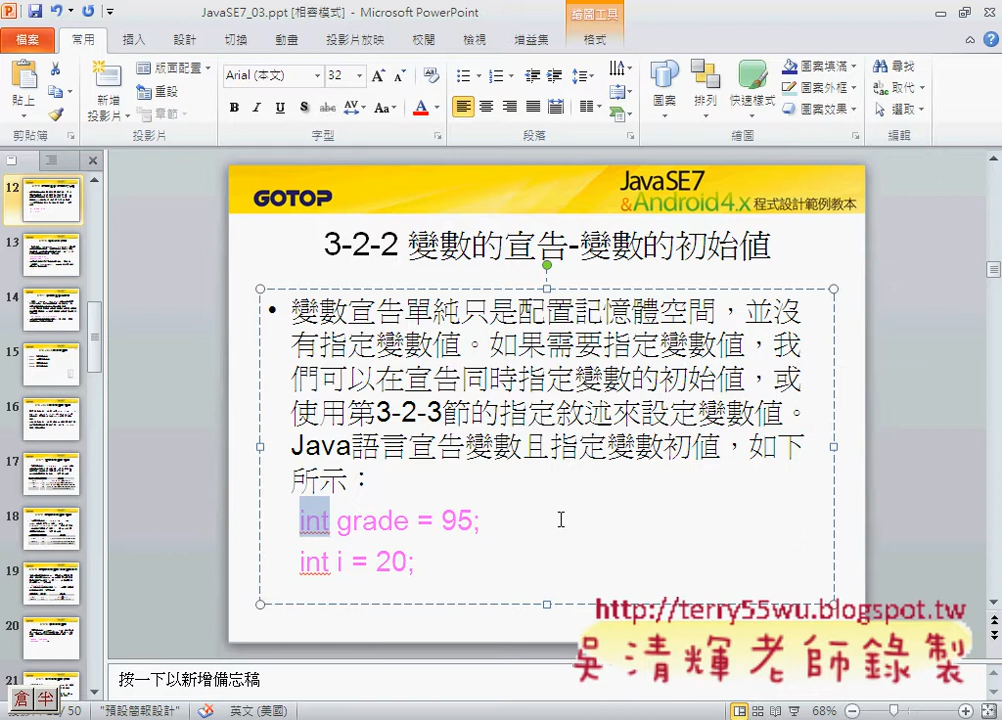 JavaSE7_03.ppt [相容模式] - Microsoft PowerPoint
繪圖工具
檔案
常用
插入
設計
切換
動畫
投影片放映
校閱
檢視
增益集
格式
貼上
新增
投影片
版面配置
重設
章節
Arial (本文)
32
圖案
排列
快速樣式
圖案填滿
圖案外框
圖案效果
尋找
取代
選取
剪貼簿
投影片
字型
段落
繪圖
編輯
12
13
14
15
16
17
18
19
20
21
GOTOP
JavaSE7
&Android4.x 程式設計範例教本
3-2-2 變數的宣告-變數的初始值
• 變數宣告單純只是配置記憶體空間，並沒
有指定變數值。如果需要指定變數值，我
們可以在宣告同時指定變數的初始值，或
使用第3-2-3節的指定敘述來設定變數值。
Java語言宣告變數且指定變數初值，如下
所示：
int grade = 95;
int i = 20;
http://terry55wu.blogspot.tw
吳清輝老師錄製
按一下以新增備忘稿
倉 半
/ 50
"預設簡報設計"
英文 (美國)
68%